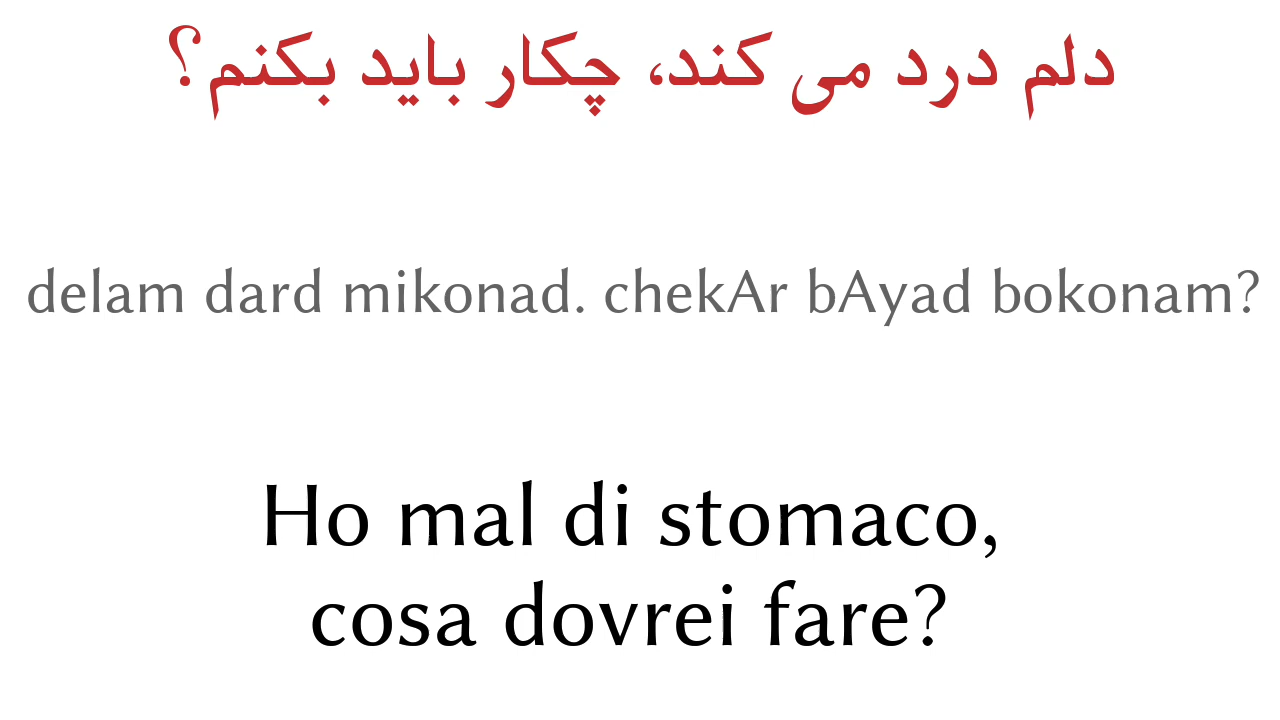 دلم درد می کند، چکار باید بکنم؟
delam dard mikonad. chekAr bAyad bokonam?
Ho mal di stomaco,
cosa dovrei fare?